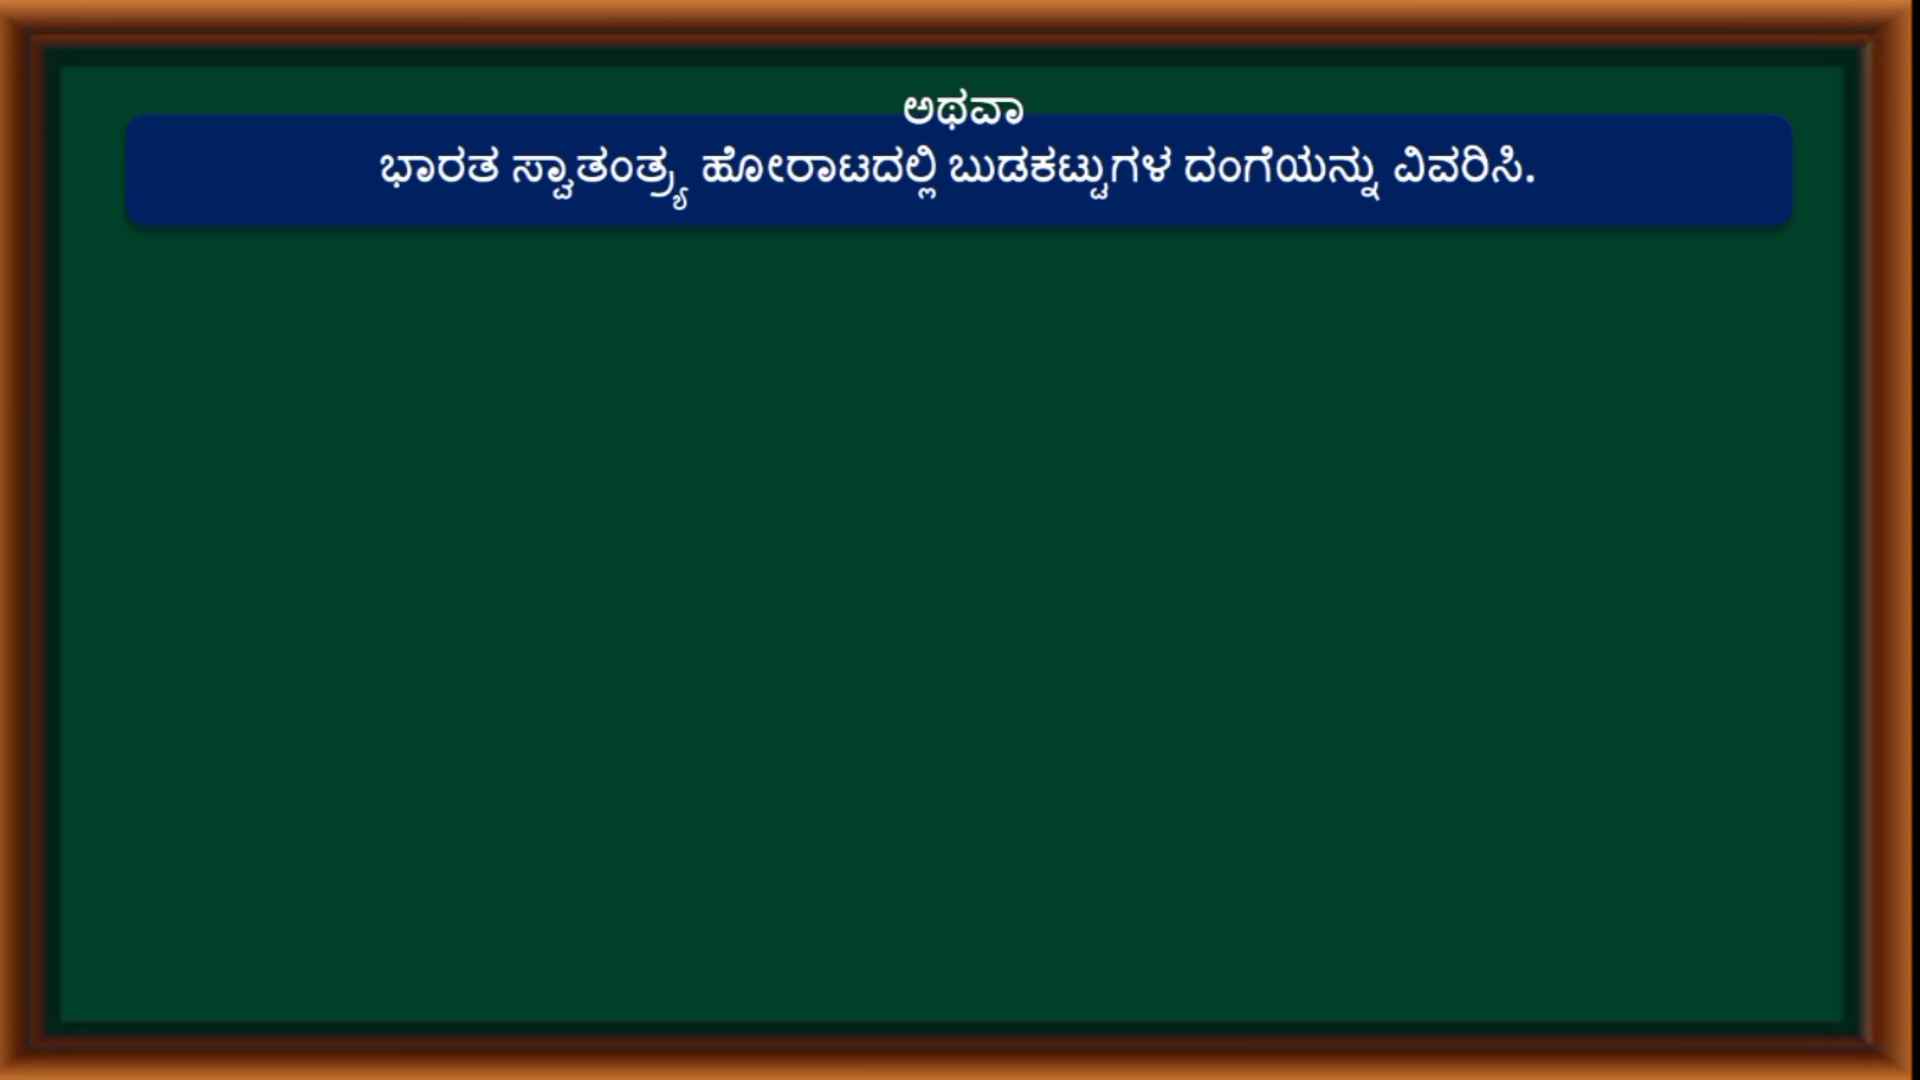 ಅಥವಾ
ಭಾರತ ಸ್ವಾತಂತ್ರ್ಯ ಹೋರಾಟದಲ್ಲಿ ಬುಡಕಟ್ಟುಗಳ ದಂಗೆಯನ್ನು ವಿವರಿಸಿ.